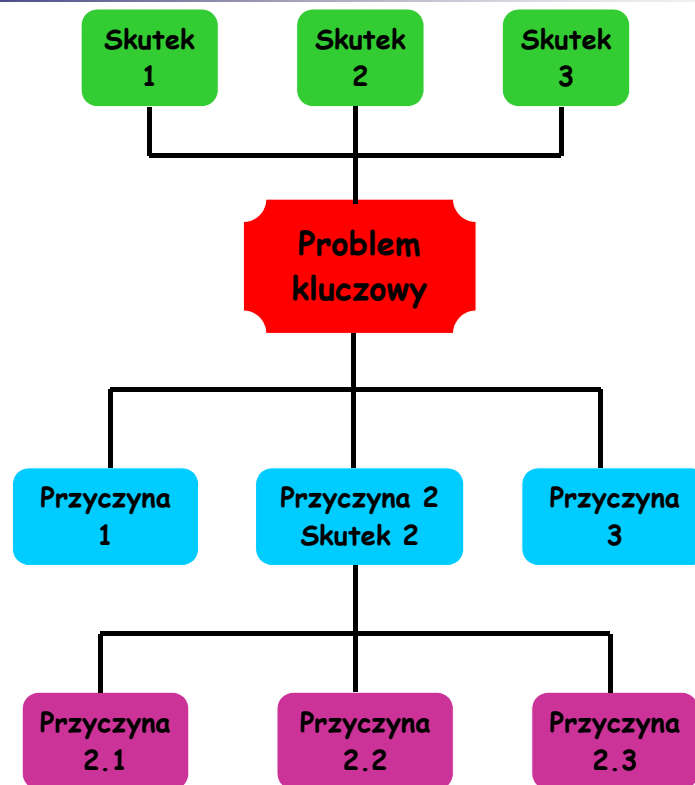 Skutek
1
Skutek
2
Skutek
3
Problem
kluczowy
Przyczyna
1
Przyczyna 2
Skutek 2
Przyczyna
3
Przyczyna
2.1
Przyczyna
2.2
Przyczyna
2.3